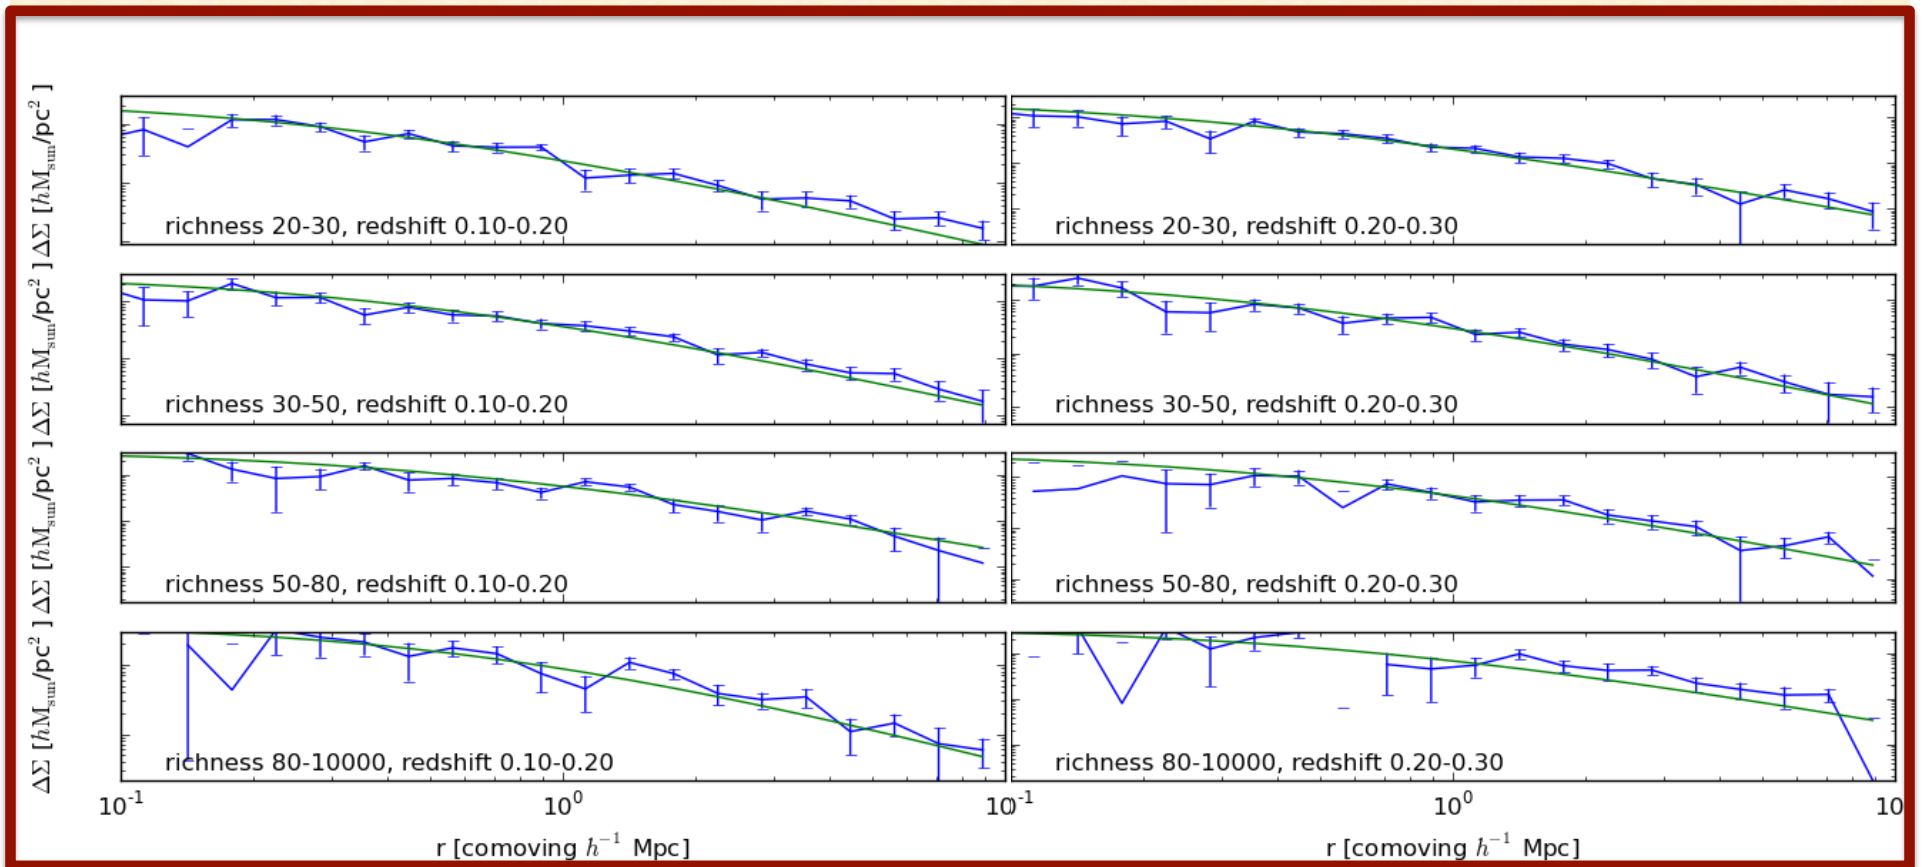 ΔΣ [hM_sun/pc²]
richness 20-30, redshift 0.10-0.20
richness 20-30, redshift 0.20-0.30
ΔΣ [hM_sun/pc²]
richness 30-50, redshift 0.10-0.20
richness 30-50, redshift 0.20-0.30
ΔΣ [hM_sun/pc²]
richness 50-80, redshift 0.10-0.20
richness 50-80, redshift 0.20-0.30
ΔΣ [hM_sun/pc²]
richness 80-10000, redshift 0.10-0.20
richness 80-10000, redshift 0.20-0.30
10⁻¹ 10⁰ 10⁻¹ 10⁰ 10
r [comoving h⁻¹ Mpc]
r [comoving h⁻¹ Mpc]